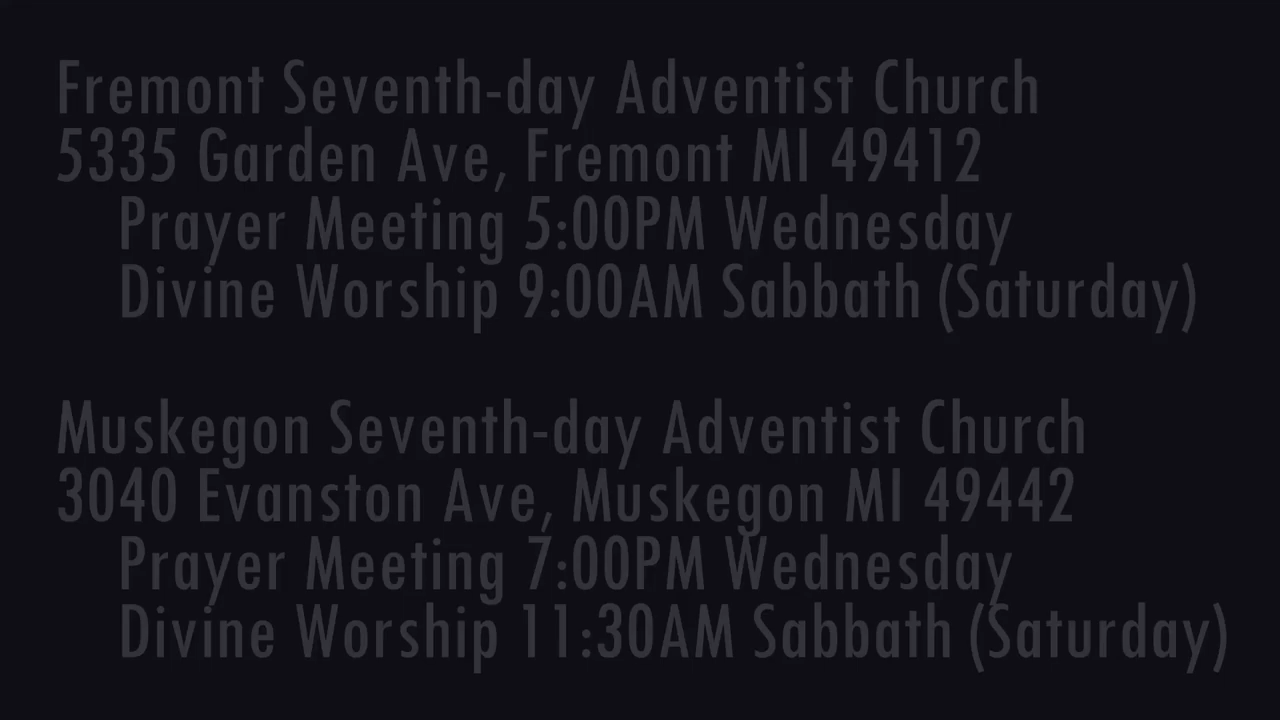 Fremont Seventh-day Adventist Church
5335 Garden Ave, Fremont MI 49412
Prayer Meeting 5:00PM Wednesday
Divine Worship 9:00AM Sabbath (Saturday)
Muskegon Seventh-day Adventist Church
3040 Evanston Ave, Muskegon MI 49442
Prayer Meeting 7:00PM Wednesday
Divine Worship 11:30AM Sabbath (Saturday)